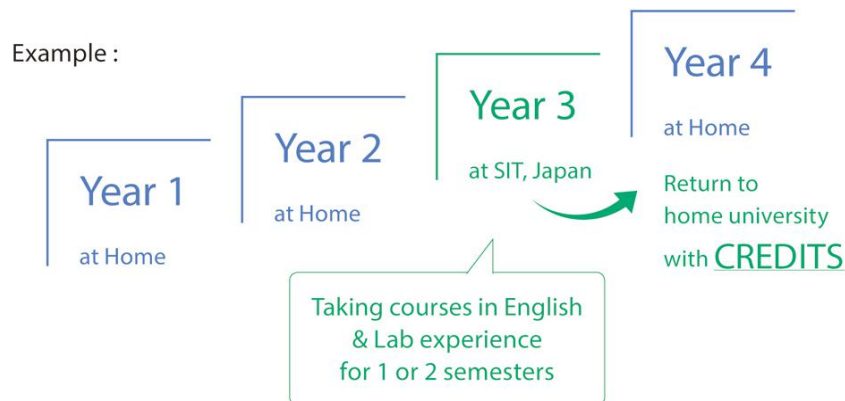 Example :
Year 1
at Home
Year 2
at Home
Year 3
at SIT, Japan
Taking courses in English
& Lab experience
for 1 or 2 semesters
Year 4
at Home
Return to
home university
with CREDITS